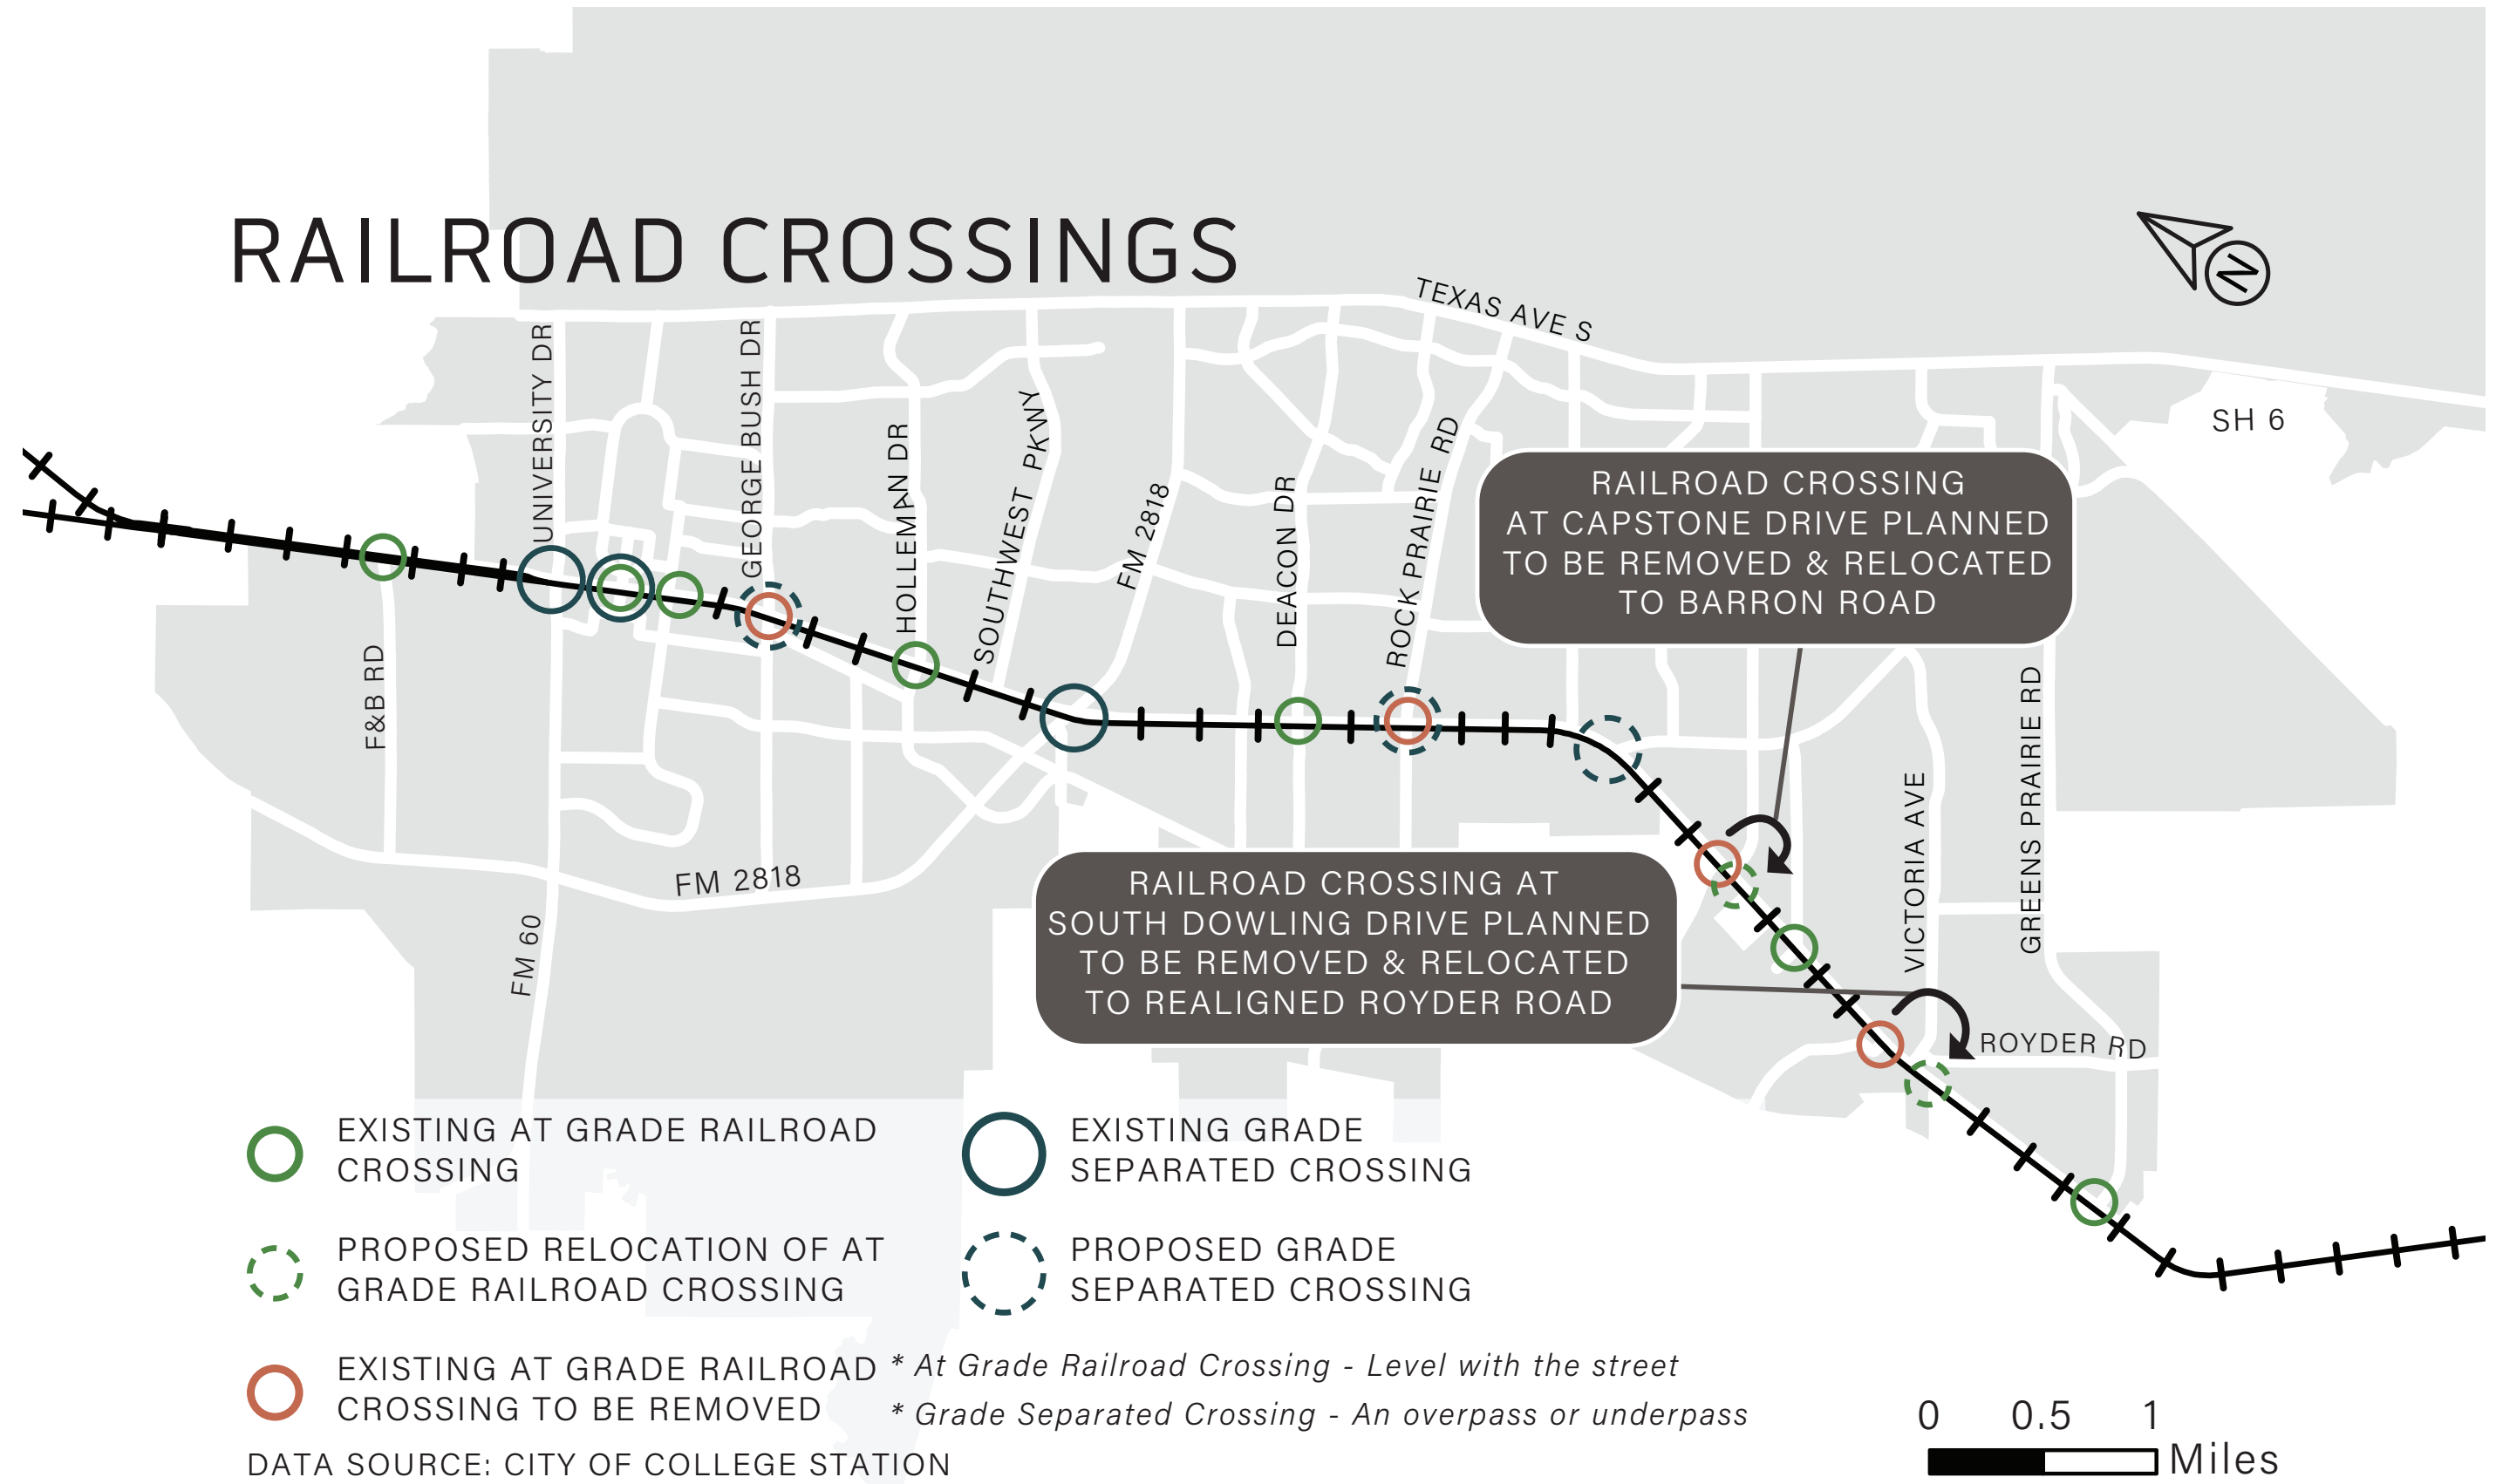 RAILROAD CROSSINGS
N
TEXAS AVE S
SH 6
UNIVERSITY DR
GEORGE BUSH DR
HOLLEMAN DR
SOUTHWEST PKWY
FM 2818
DEACON DR
ROCK PRAIRIE RD
RAILROAD CROSSING
AT CAPSTONE DRIVE PLANNED
TO BE REMOVED & RELOCATED
TO BARRON ROAD
F&B RD
VICTORIA AVE
GREENS PRAIRIE RD
FM 2818
FM 60
RAILROAD CROSSING AT
SOUTH DOWLING DRIVE PLANNED
TO BE REMOVED & RELOCATED
TO REALIGNED ROYDER ROAD
ROYDER RD
EXISTING AT GRADE RAILROAD
CROSSING
PROPOSED RELOCATION OF AT
GRADE RAILROAD CROSSING
EXISTING AT GRADE RAILROAD
CROSSING TO BE REMOVED
EXISTING GRADE
SEPARATED CROSSING
PROPOSED GRADE
SEPARATED CROSSING
* At Grade Railroad Crossing - Level with the street
* Grade Separated Crossing - An overpass or underpass
DATA SOURCE: CITY OF COLLEGE STATION
0 0.5 1
Miles